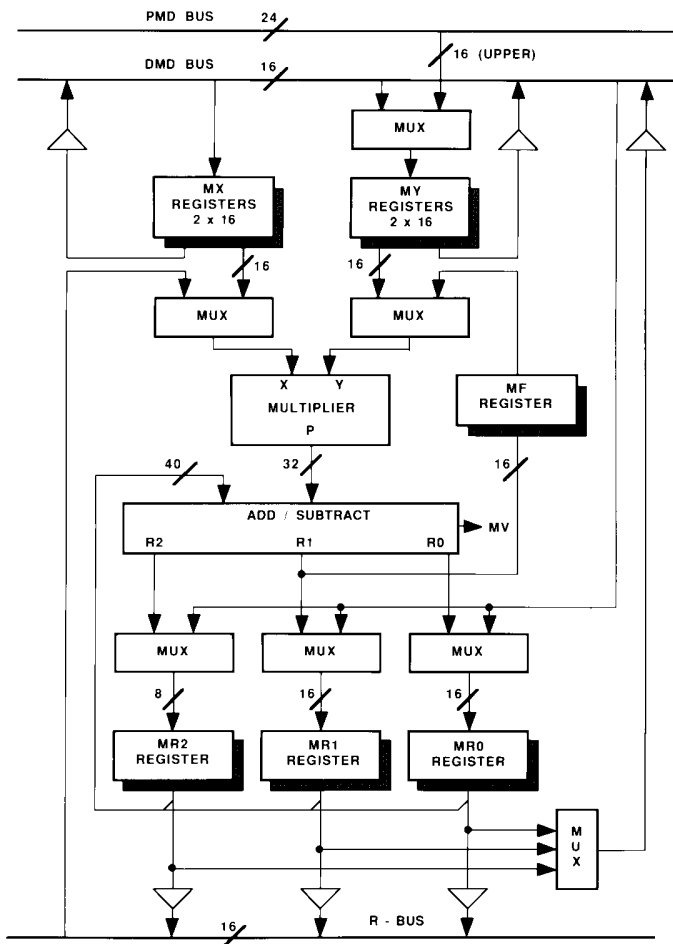 PMD BUS 24
16 (UPPER)
DMD BUS 16
MUX
MX
REGISTERS
2 x 16
MY
REGISTERS
2 x 16
16
16
MUX
MUX
X Y
MULTIPLIER
P
MF
REGISTER
40
32
16
ADD / SUBTRACT
R2 R1 R0
MV
MUX
MUX
MUX
8
16
16
MR2
REGISTER
MR1
REGISTER
MR0
REGISTER
M
U
X
R - BUS
16